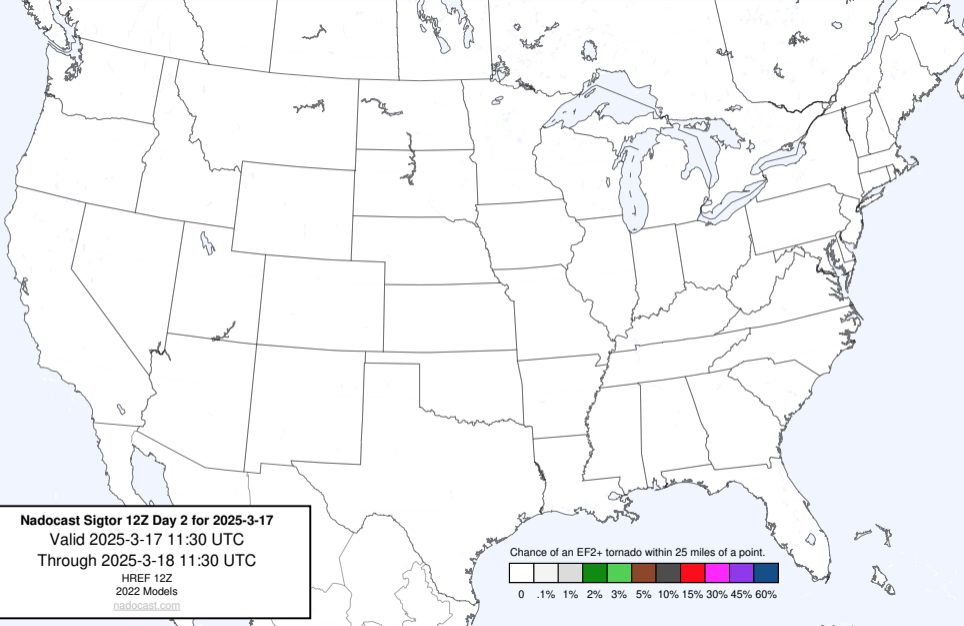 Nadocast Sigtor 12Z Day 2 for 2025-3-17
Valid 2025-3-17 11:30 UTC
Through 2025-3-18 11:30 UTC
HREF 12Z
2022 Models
nadocast.com
Chance of an EF2+ tornado within 25 miles of a point.
0 .1% 1% 2% 3% 5% 10% 15% 30% 45% 60%